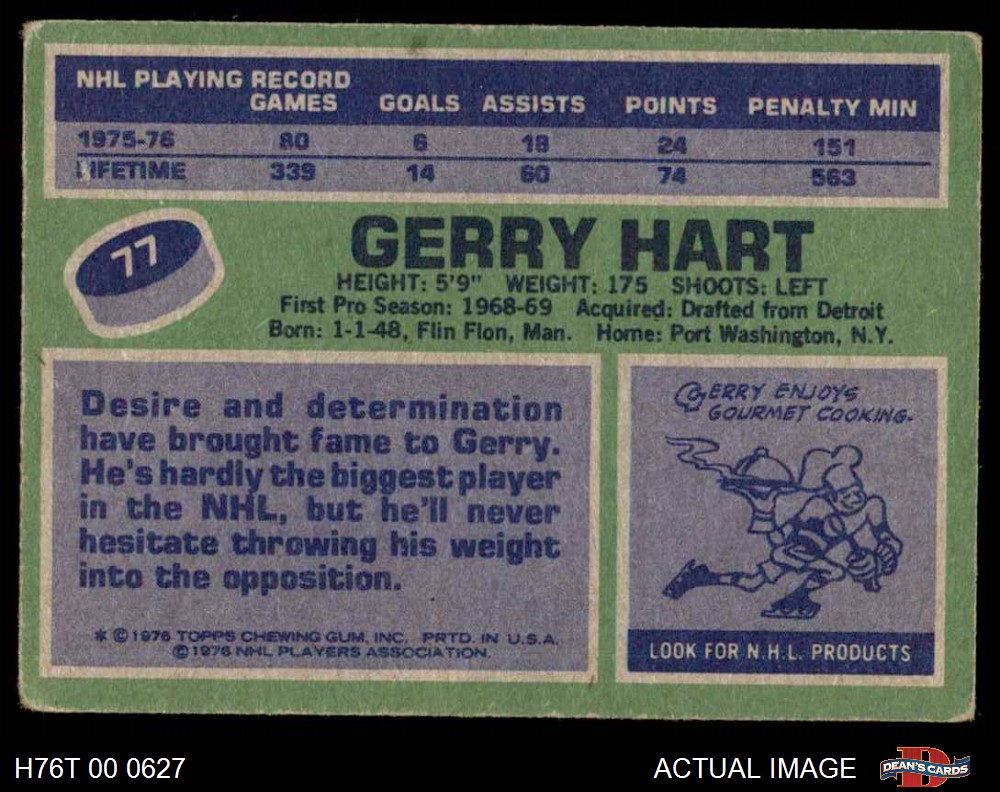 NHL PLAYING RECORD
GAMES GOALS ASSISTS POINTS PENALTY MIN
1975-76 80 6 18 24 151
LIFETIME 339 14 60 74 563
77
GERRY HART
HEIGHT: 5'9" WEIGHT: 175 SHOOTS: LEFT
First Pro Season: 1968-69 Acquired: Drafted from Detroit
Born: 1-1-48, Flin Flon, Man. Home: Port Washington, N.Y.
Desire and determination
have brought fame to Gerry.
He's hardly the biggest player
in the NHL, but he'll never
hesitate throwing his weight
into the opposition.
* © 1976 TOPPS CHEWING GUM, INC. PRTD. IN U.S.A.
© 1976 NHL PLAYERS ASSOCIATION.
GERRY ENJOYS
GOURMET COOKING.
LOOK FOR N.H.L. PRODUCTS
H76T 00 0627
ACTUAL IMAGE
D
DEAN'S CARDS